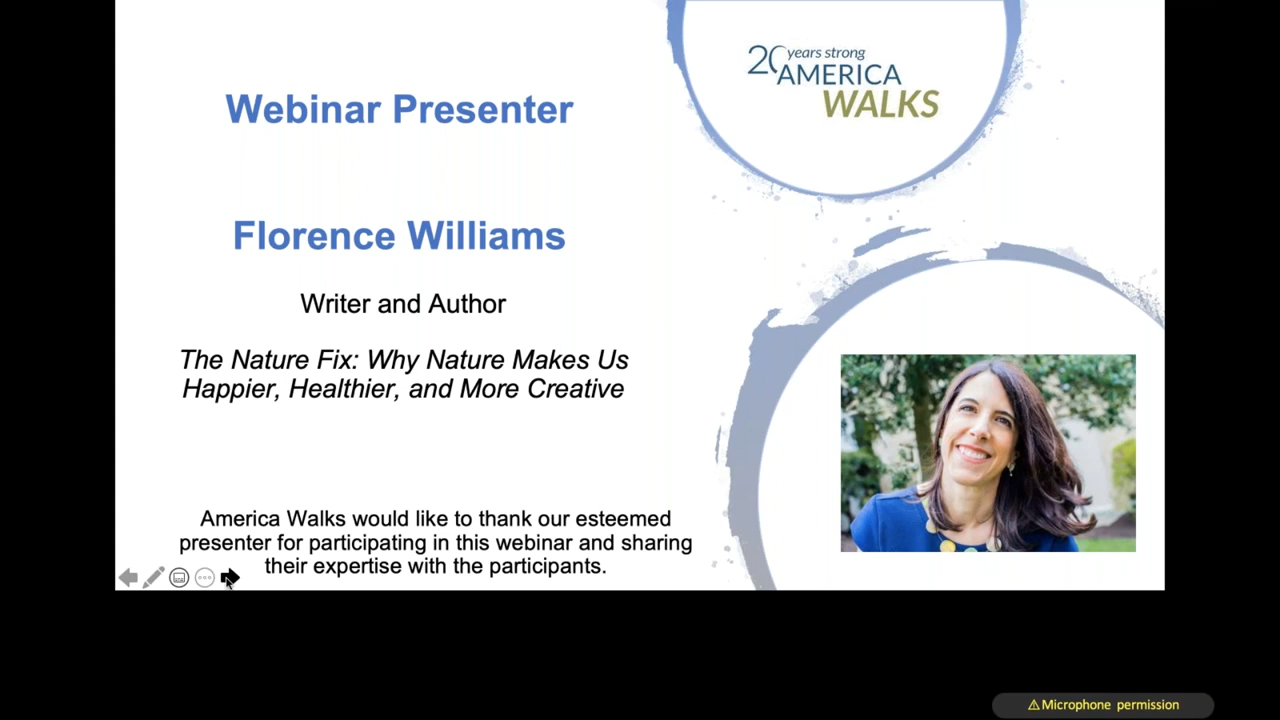 20 years strong
AMERICA
WALKS
Webinar Presenter
Florence Williams
Writer and Author
The Nature Fix: Why Nature Makes Us
Happier, Healthier, and More Creative
America Walks would like to thank our esteemed
presenter for participating in this webinar and sharing
their expertise with the participants.
⚠Microphone permission